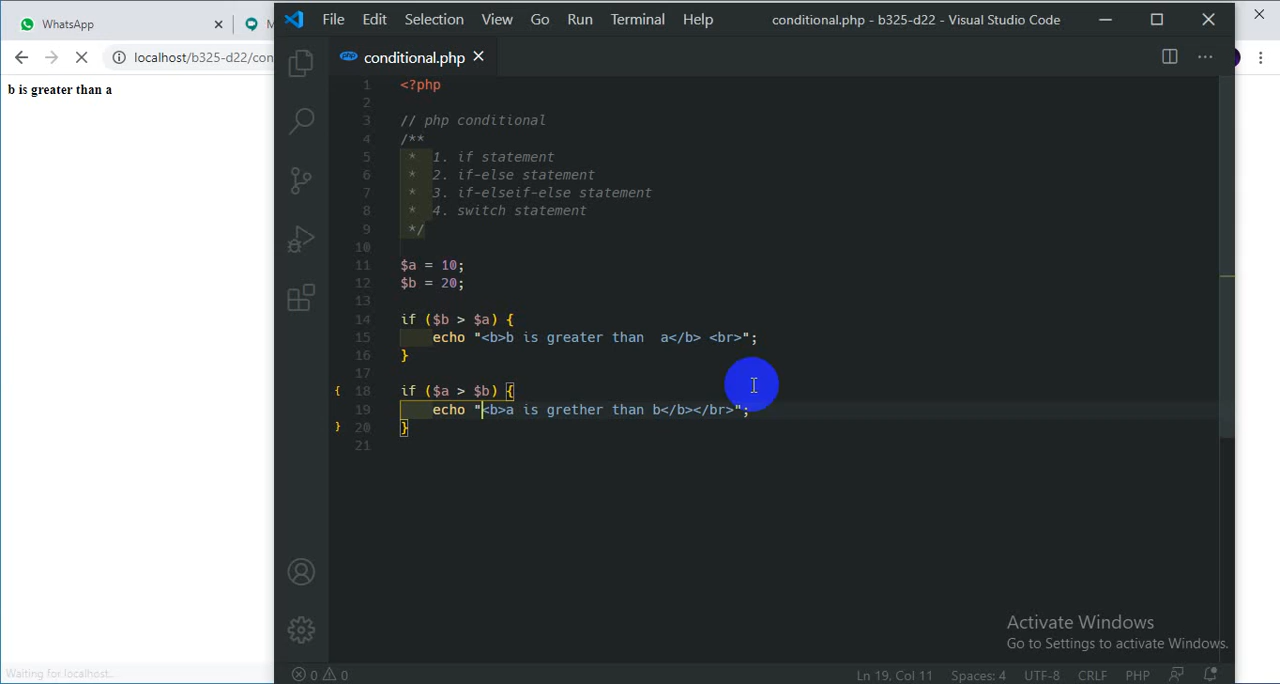 WhatsApp
File Edit Selection View Go Run Terminal Help conditional.php - b325-d22 - Visual Studio Code
localhost/b325-d22/con
php conditional.php
b is greater than a
1 <?php
2
3 // php conditional
4 /**
5 * 1. if statement
6 * 2. if-else statement
7 * 3. if-elseif-else statement
8 * 4. switch statement
9 */
10
11 $a = 10;
12 $b = 20;
13
14 if ($b > $a) {
15 echo "<b>b is greater than  a</b> <br>";
16 }
17
{ 18 if ($a > $b) {
19 echo "<b>a is grether than b</b></br>";
} 20 }
21
Activate Windows
Go to Settings to activate Windows.
Waiting for localhost...
0 0 Ln 19, Col 11 Spaces: 4 UTF-8 CRLF PHP